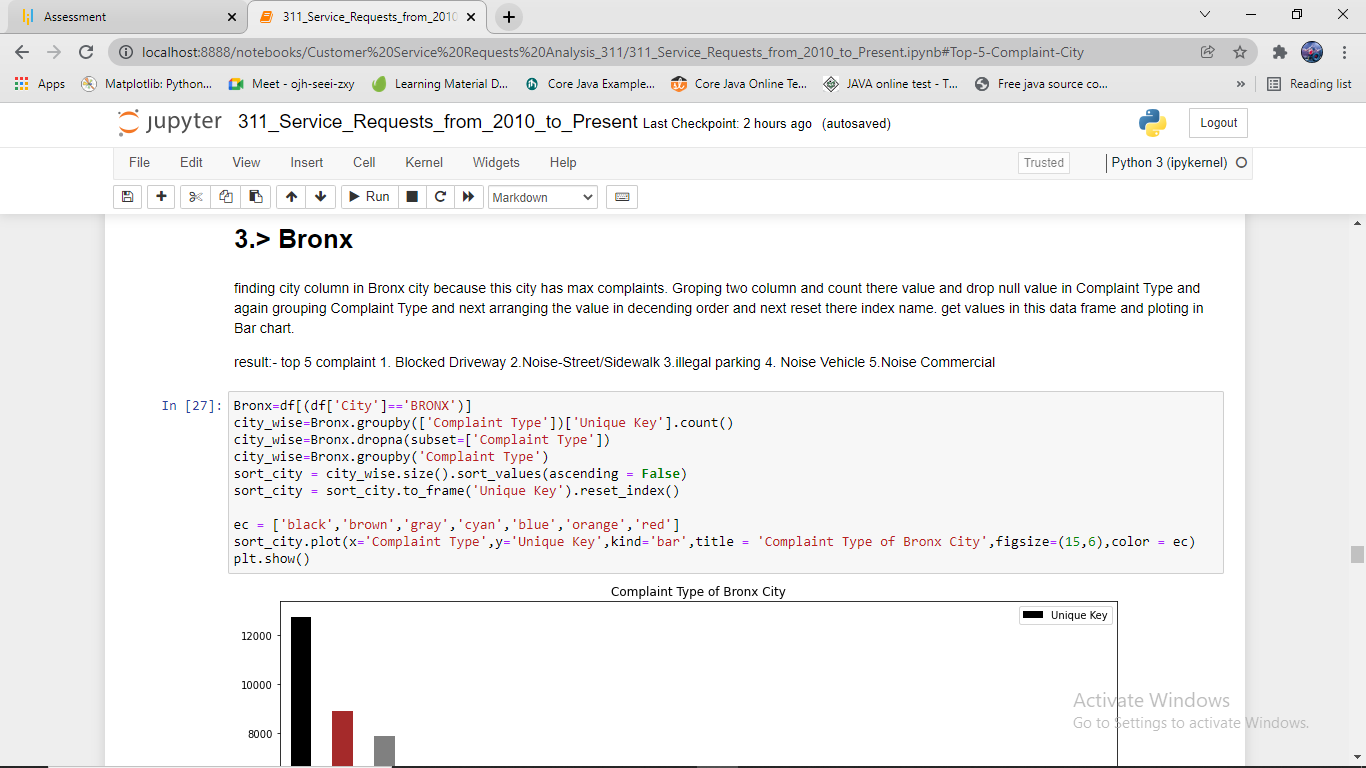 Assessment
311_Service_Requests_from_2010
localhost:8888/notebooks/Customer%20Service%20Requests%20Analysis_311/311_Service_Requests_from_2010_to_Present.ipynb#Top-5-Complaint-City
Apps Matplotlib: Python... Meet - ojh-seei-zxy Learning Material D... Core Java Example... Core Java Online Te... JAVA online test - T... Free java source co... » Reading list
jupyter 311_Service_Requests_from_2010_to_Present Last Checkpoint: 2 hours ago (autosaved) Logout
File Edit View Insert Cell Kernel Widgets Help Trusted Python 3 (ipykernel)
Run Markdown
3.> Bronx
finding city column in Bronx city because this city has max complaints. Groping two column and count there value and drop null value in Complaint Type and
again grouping Complaint Type and next arranging the value in decending order and next reset there index name. get values in this data frame and ploting in
Bar chart.
result:- top 5 complaint 1. Blocked Driveway 2.Noise-Street/Sidewalk 3.illegal parking 4. Noise Vehicle 5.Noise Commercial
In [27]: Bronx=df[(df['City']=='BRONX')]
city_wise=Bronx.groupby(['Complaint Type'])['Unique Key'].count()
city_wise=Bronx.dropna(subset=['Complaint Type'])
city_wise=Bronx.groupby('Complaint Type')
sort_city = city_wise.size().sort_values(ascending = False)
sort_city = sort_city.to_frame('Unique Key').reset_index()
ec = ['black','brown','gray','cyan','blue','orange','red']
sort_city.plot(x='Complaint Type',y='Unique Key',kind='bar',title = 'Complaint Type of Bronx City',figsize=(15,6),color = ec)
plt.show()
Complaint Type of Bronx City
Unique Key
12000
10000
8000
Activate Windows
Go to Settings to activate Windows.